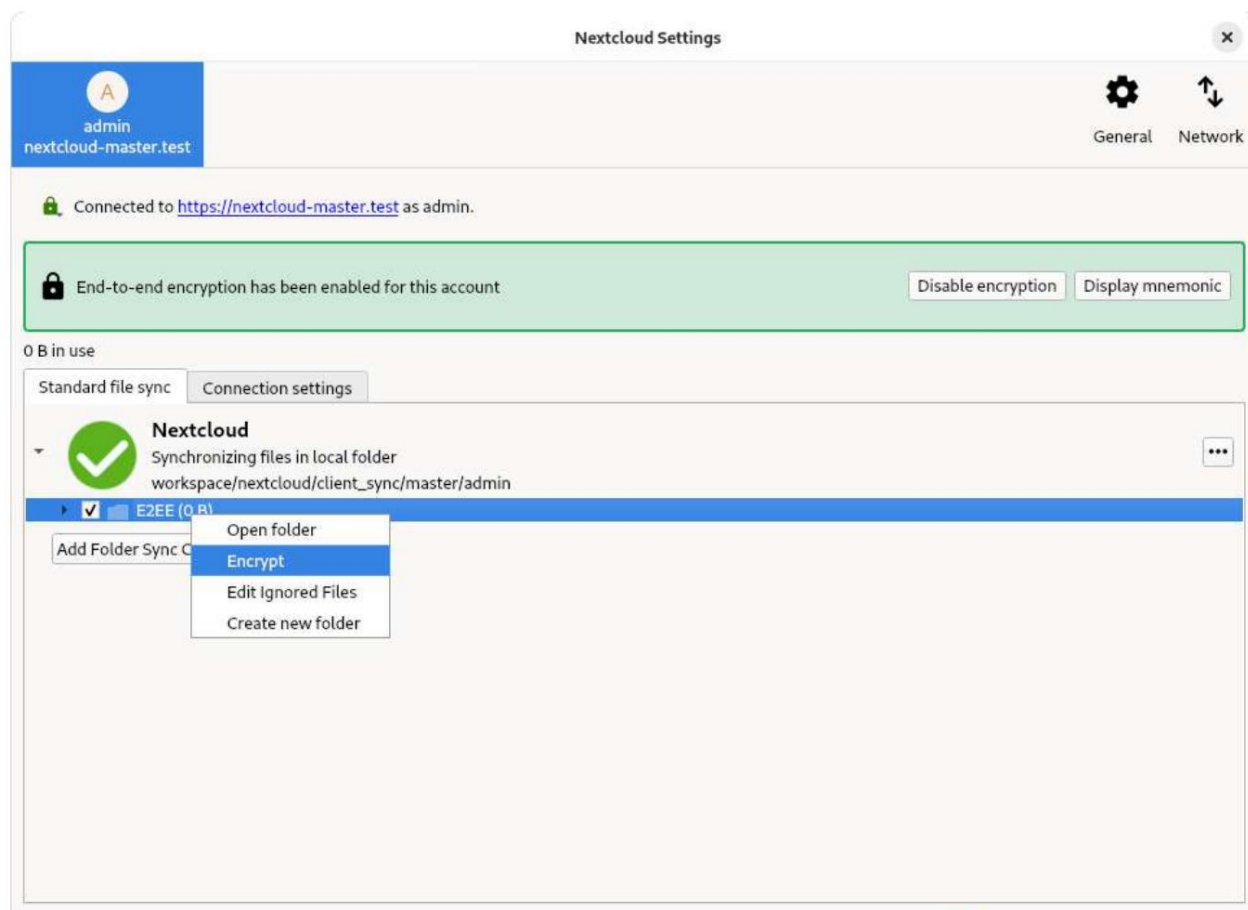 Nextcloud Settings
A
admin
nextcloud-master.test
General
Network
Connected to https://nextcloud-master.test as admin.
End-to-end encryption has been enabled for this account
Disable encryption
Display mnemonic
0 B in use
Standard file sync
Connection settings
Nextcloud
Synchronizing files in local folder
workspace/nextcloud/client_sync/master/admin
E2EE (0 B)
Open folder
Add Folder Sync C
Encrypt
Edit Ignored Files
Create new folder